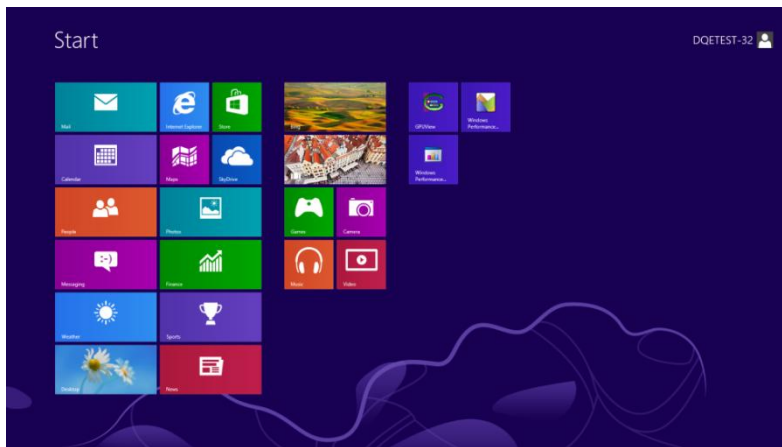 Start
DQETEST-32
Mail
Internet Explorer
Store
Calendar
Maps
SkyDrive
People
Photos
Messaging
:-)
Finance
Weather
Sports
Desktop
News
Bing
Games
Camera
Music
Video
GPUView
Windows
Performance...
Windows
Performance...